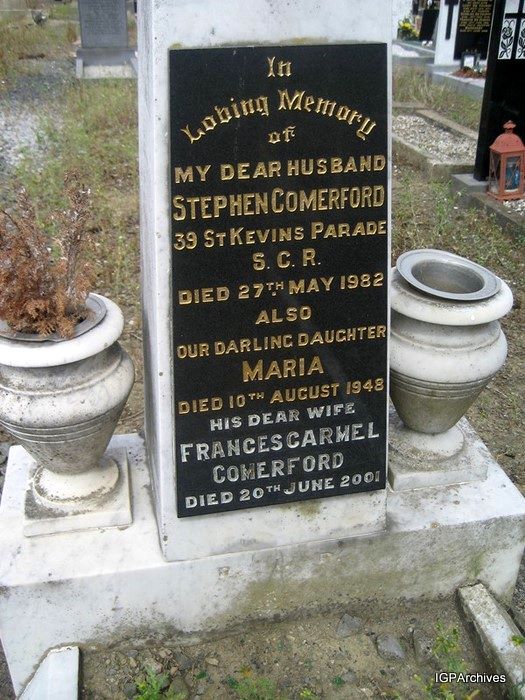 In
Loving Memory
of
MY DEAR HUSBAND
STEPHEN COMERFORD
39 ST KEVINS PARADE
S. C. R.
DIED 27TH MAY 1982
ALSO
OUR DARLING DAUGHTER
MARIA
DIED 10TH AUGUST 1948
HIS DEAR WIFE
FRANCES CARMEL
COMERFORD
DIED 20TH JUNE 2001
IGPArchives